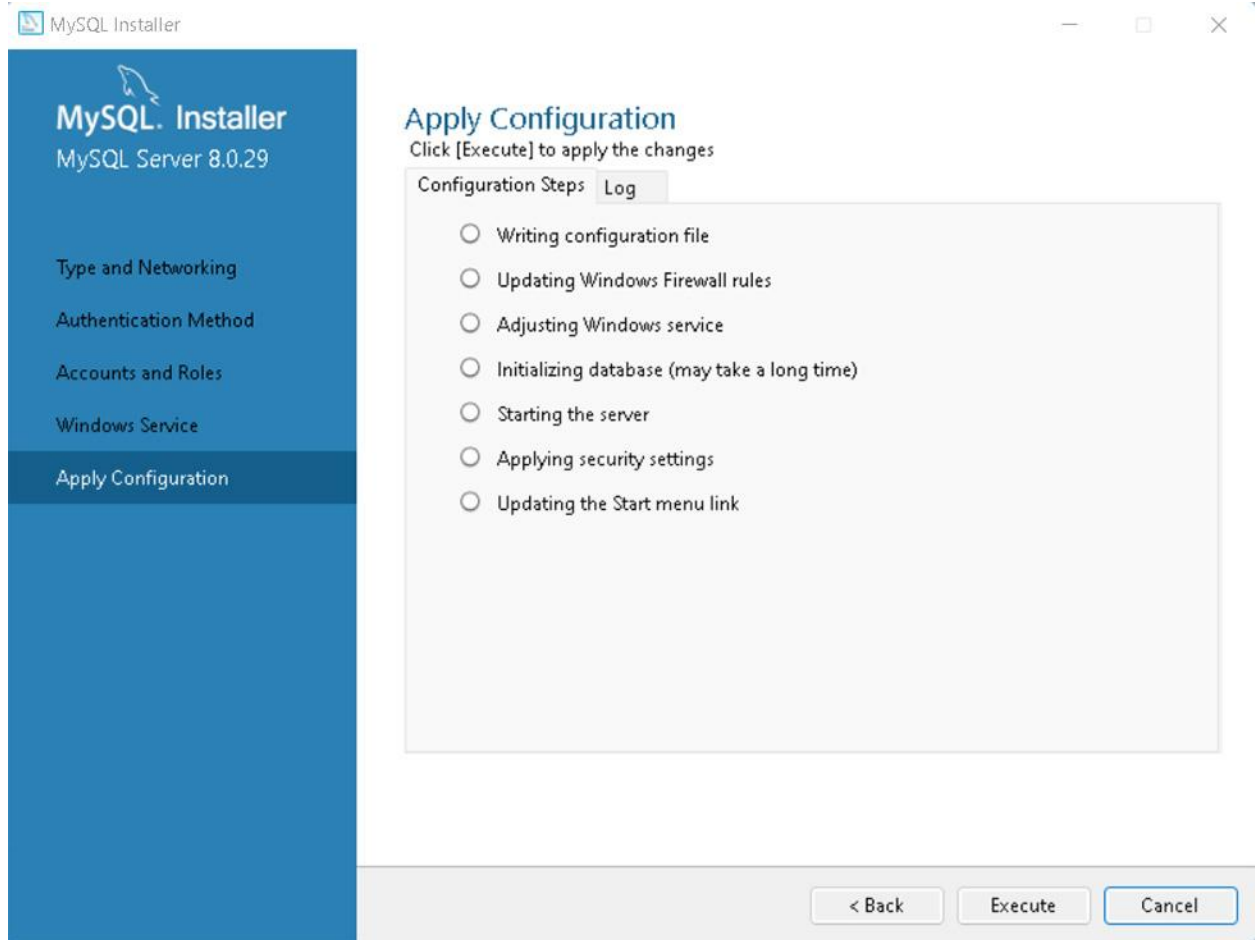 MySQL Installer
MySQL. Installer
MySQL Server 8.0.29
Type and Networking
Authentication Method
Accounts and Roles
Windows Service
Apply Configuration
Apply Configuration
Click [Execute] to apply the changes
Configuration Steps Log
Writing configuration file
Updating Windows Firewall rules
Adjusting Windows service
Initializing database (may take a long time)
Starting the server
Applying security settings
Updating the Start menu link
< Back Execute Cancel